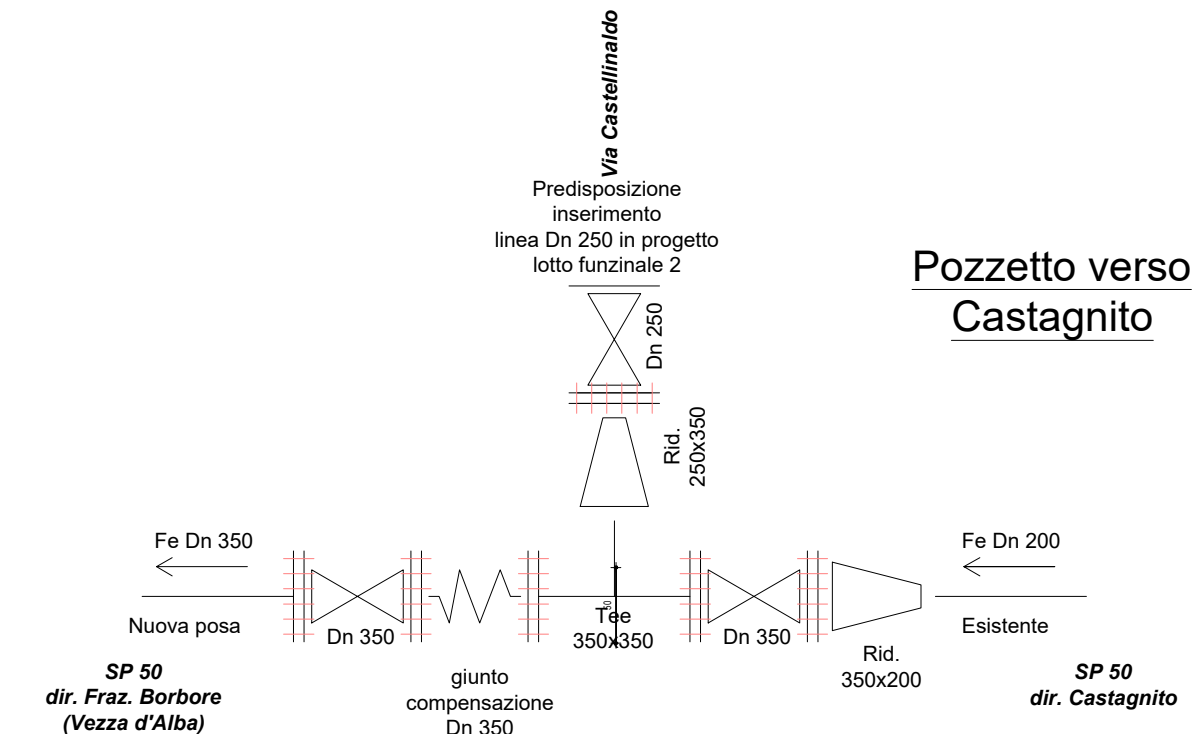 Via Castellinaldo
Predisposizione
inserimento
linea Dn 250 in progetto
lotto funzinale 2
Pozzetto verso
Castagnito
Dn 250
Rid.
250x350
Fe Dn 350
Fe Dn 200
Nuova posa
Dn 350
50
Tee
350x350
Dn 350
Esistente
Rid.
350x200
giunto
compensazione
Dn 350
SP 50
dir. Fraz. Borbore
(Vezza d'Alba)
SP 50
dir. Castagnito